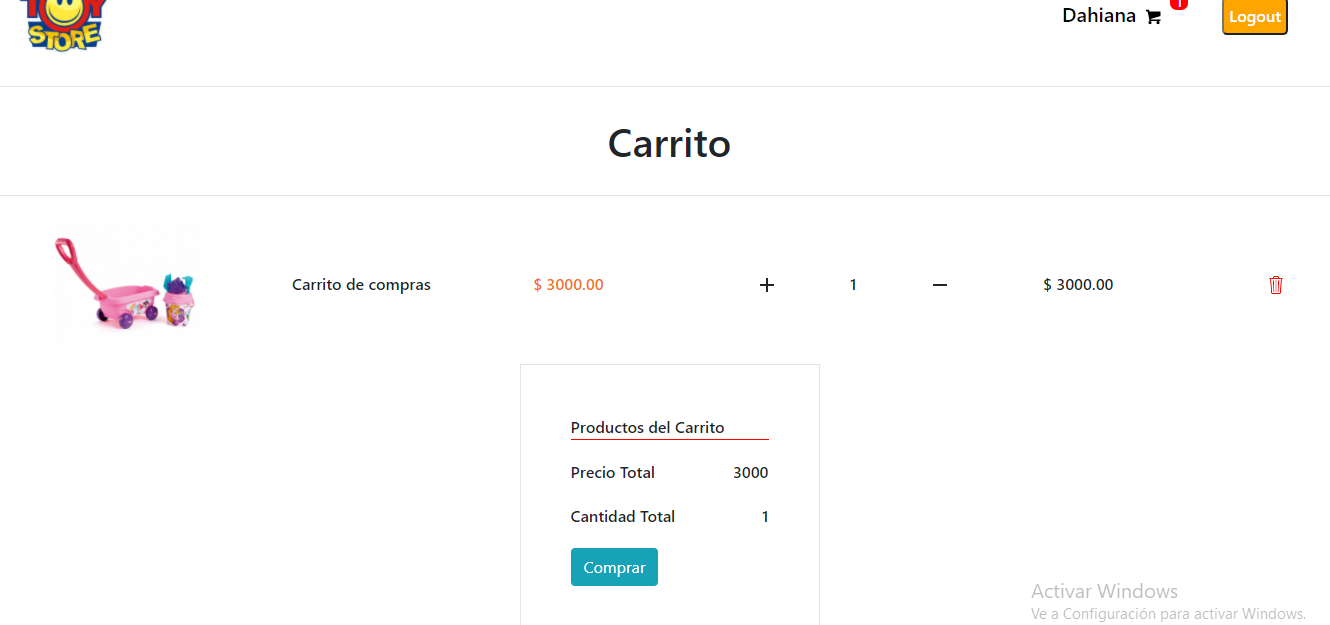 TOY
STORE
Dahiana
1
Logout
Carrito
Carrito de compras
$ 3000.00
1
$ 3000.00
Productos del Carrito
Precio Total 3000
Cantidad Total 1
Comprar
Activar Windows
Ve a Configuración para activar Windows.